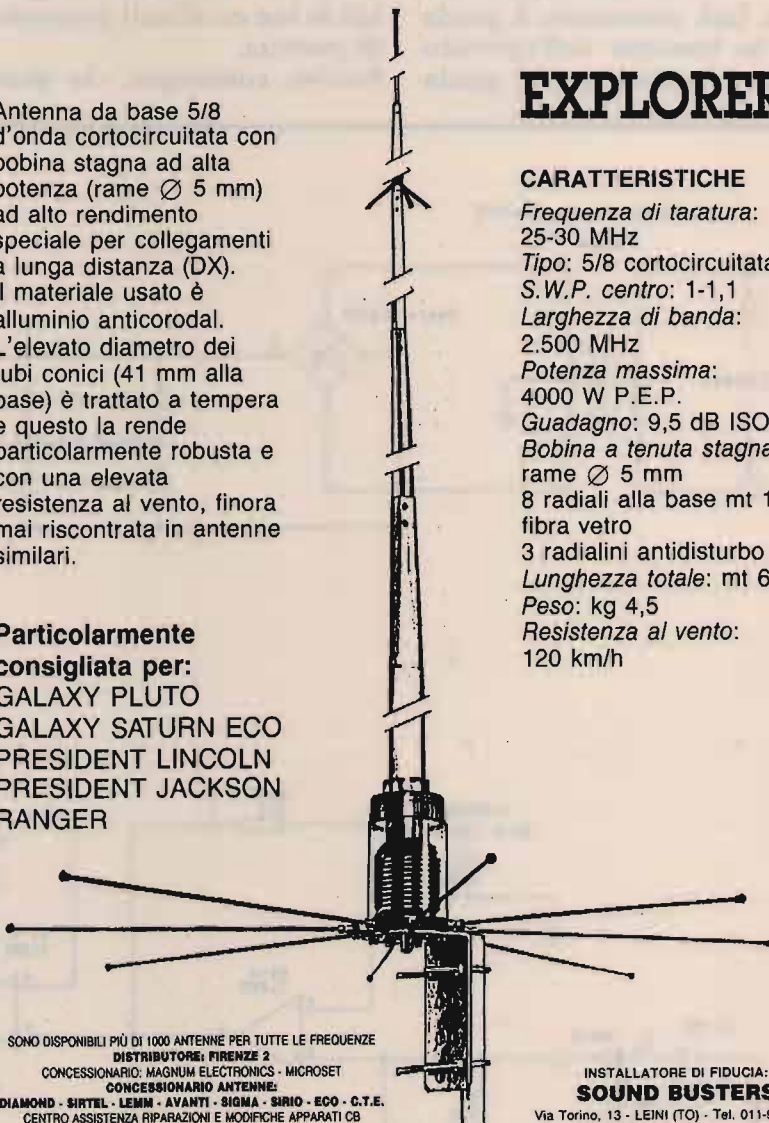 Antenna da base 5/8
d'onda cortocircuitata con
bobina stagna ad alta
potenza (rame ∅ 5 mm)
ad alto rendimento
speciale per collegamenti
a lunga distanza (DX).
Il materiale usato è
alluminio anticorodal.
L'elevato diametro dei
tubi conici (41 mm alla
base) è trattato a tempera
e questo la rende
particolarmente robusta e
con una elevata
resistenza al vento, finora
mai riscontrata in antenne
similari.
Particolarmente
consigliata per:
GALAXY PLUTO
GALAXY SATURN ECO
PRESIDENT LINCOLN
PRESIDENT JACKSON
RANGER
EXPLORER
CARATTERISTICHE
Frequenza di taratura:
25-30 MHz
Tipo: 5/8 cortocircuitata
S.W.P. centro: 1-1,1
Larghezza di banda:
2.500 MHz
Potenza massima:
4000 W P.E.P.
Guadagno: 9,5 dB ISO
Bobina a tenuta stagna
rame ∅ 5 mm
8 radiali alla base mt
fibra vetro
3 radialini antidisturbo
Lunghezza totale: mt
Peso: kg 4,5
Resistenza al vento:
120 km/h
SONO DISPONIBILI PIÙ DI 1000 ANTENNE PER TUTTE LE FREQUENZE
DISTRIBUTORE: FIRENZE 2
CONCESSIONARIO: MAGNUM ELECTRONICS - MICROSET
CONCESSIONARIO ANTENNE:
DIAMOND - SIRTEL - LEMM - AVANTI - SIGMA - SIRIO - ECO - C.T.E.
CENTRO ASSISTENZA RIPARAZIONI E MODIFICHE APPARATI CB
INSTALLATORE DI FIDUCIA:
SOUND BUSTERS
Via Torino, 13 - LEINI (TO) - Tel.